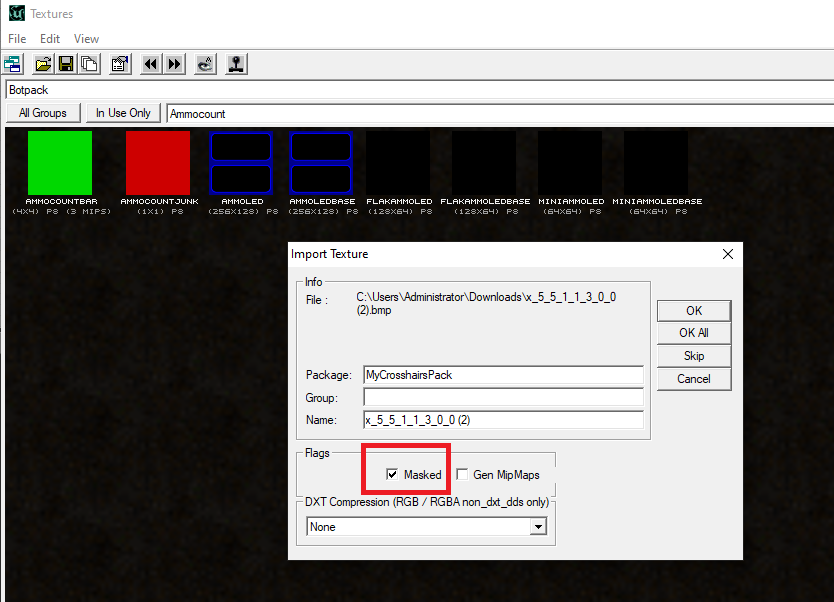 Textures
File Edit View
Botpack
All Groups In Use Only Ammocount
AMMOCOUNTBAR AMMOCOUNTJUNK AMMOLED AMMOLEDBASE FLAKAMMOLED FLAKAMMOLEDBASE MINIAMMOLED MINIAMMOLEDBASE
(4X4) P8 (3 MIPS) (1X1) P8 (256X128) P8 (256X128) P8 (128X64) P8 (128X64) P8 (64X64) P8 (64X64) P8
Import Texture
Info
File : C:\Users\Administrator\Downloads\x_5_5_1_1_3_0_0
(2).bmp
OK
OK All
Skip
Package: MyCrosshairsPack
Cancel
Group:
Name: x_5_5_1_1_3_0_0 (2)
Flags
Masked Gen MipMaps
DXT Compression (RGB / RGBA non_dxt_dds only)
None